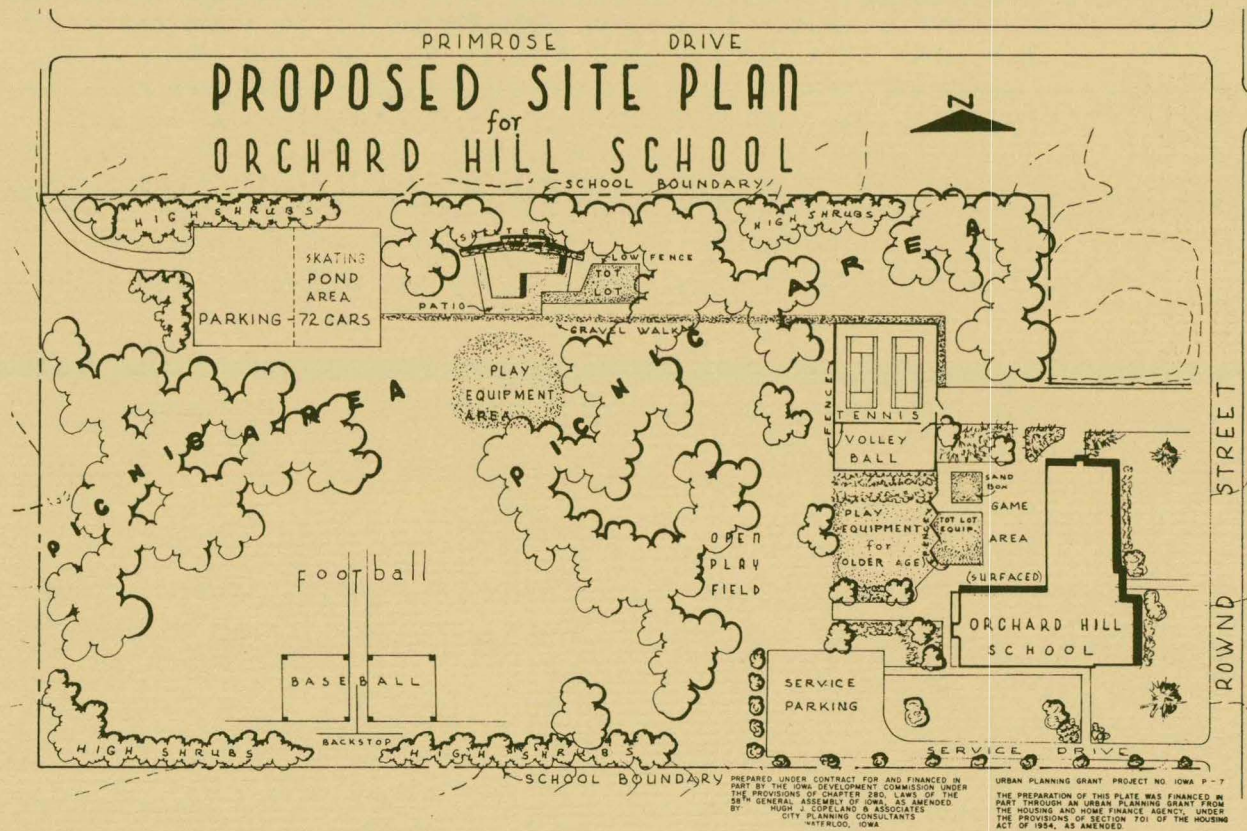 PRIMROSE DRIVE
PROPOSED SITE PLAN
for
ORCHARD HILL SCHOOL
N
SCHOOL BOUNDARY
HIGH SHRUBS
HIGH SHRUBS
SHELTER
LOW FENCE
TOT
LOT
PATIO
SKATING
POND
AREA
PARKING - 72 CARS
GRAVEL WALK
PLAY
EQUIPMENT
AREA
PICNIC AREA
PICNIC AREA
FENCE
TENNIS
VOLLEY
BALL
SAND
BOX
GAME
AREA
(SURFACED)
PLAY
EQUIPMENT
for
(OLDER AGE)
FENCE
TOT LOT
EQUIP.
OPEN
PLAY
FIELD
Football
BASEBALL
BACKSTOP
HIGH SHRUBS
HIGH SHRUBS
ORCHARD HILL
SCHOOL
SERVICE
PARKING
SERVICE DRIVE
ROWND STREET
SCHOOL BOUNDARY
PREPARED UNDER CONTRACT FOR AND FINANCED IN
PART BY THE IOWA DEVELOPMENT COMMISSION UNDER
THE PROVISIONS OF CHAPTER 280, LAWS OF THE
58TH GENERAL ASSEMBLY OF IOWA, AS AMENDED.
BY: HUGH J. COPELAND & ASSOCIATES
CITY PLANNING CONSULTANTS
WATERLOO, IOWA
URBAN PLANNING GRANT PROJECT NO. IOWA P-7
THE PREPARATION OF THIS PLATE WAS FINANCED IN
PART THROUGH AN URBAN PLANNING GRANT FROM
THE HOUSING AND HOME FINANCE AGENCY, UNDER
THE PROVISIONS OF SECTION 701 OF THE HOUSING
ACT OF 1954, AS AMENDED.